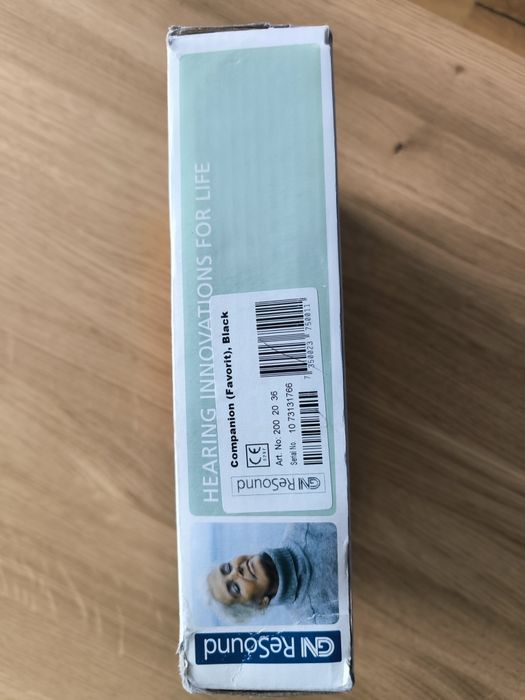 HEARING INNOVATIONS FOR LIFE
Companion (Favorit), Black
CE
Art. No. 200 20 36
Serial No. 10 73131766
GN ReSound
GN ReSound